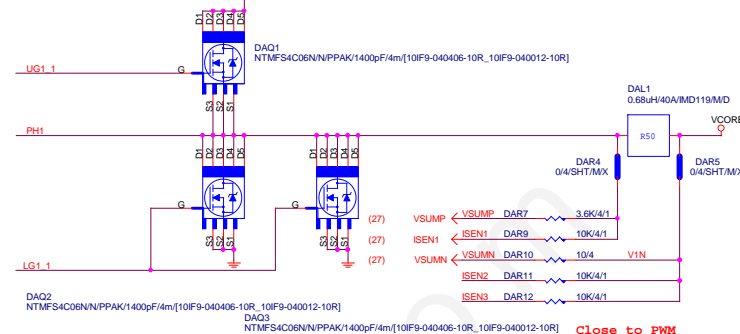 D1 D2 D3 D4 D5
DAQ1
NTMFS4C06N/N/PPAK/1400pF/4m/[10IF9-040406-10R_10IF9-040012-10R]
UG1_1
G
S3 S2 S1
DAL1
0.68uH/40A/IMD119/M/D
VCORE
PH1
R50
D1 D2 D3 D4 D5
D1 D2 D3 D4 D5
DAR4
0/4/SHT/M/X
DAR5
0/4/SHT/M/X
G
G
(27) VSUMP VSUMP DAR7 3.6K/4/1
S3 S2 S1
S3 S2 S1
(27) ISEN1 ISEN1 DAR9 10K/4/1
(27) VSUMN VSUMN DAR10 10/4 V1N
LG1_1
ISEN2 DAR11 10K/4/1
ISEN3 DAR12 10K/4/1
DAQ2
NTMFS4C06N/N/PPAK/1400pF/4m/[10IF9-040406-10R_10IF9-040012-10R]
DAQ3
NTMFS4C06N/N/PPAK/1400pF/4m/[10IF9-040406-10R_10IF9-040012-10R]
Close to PWM